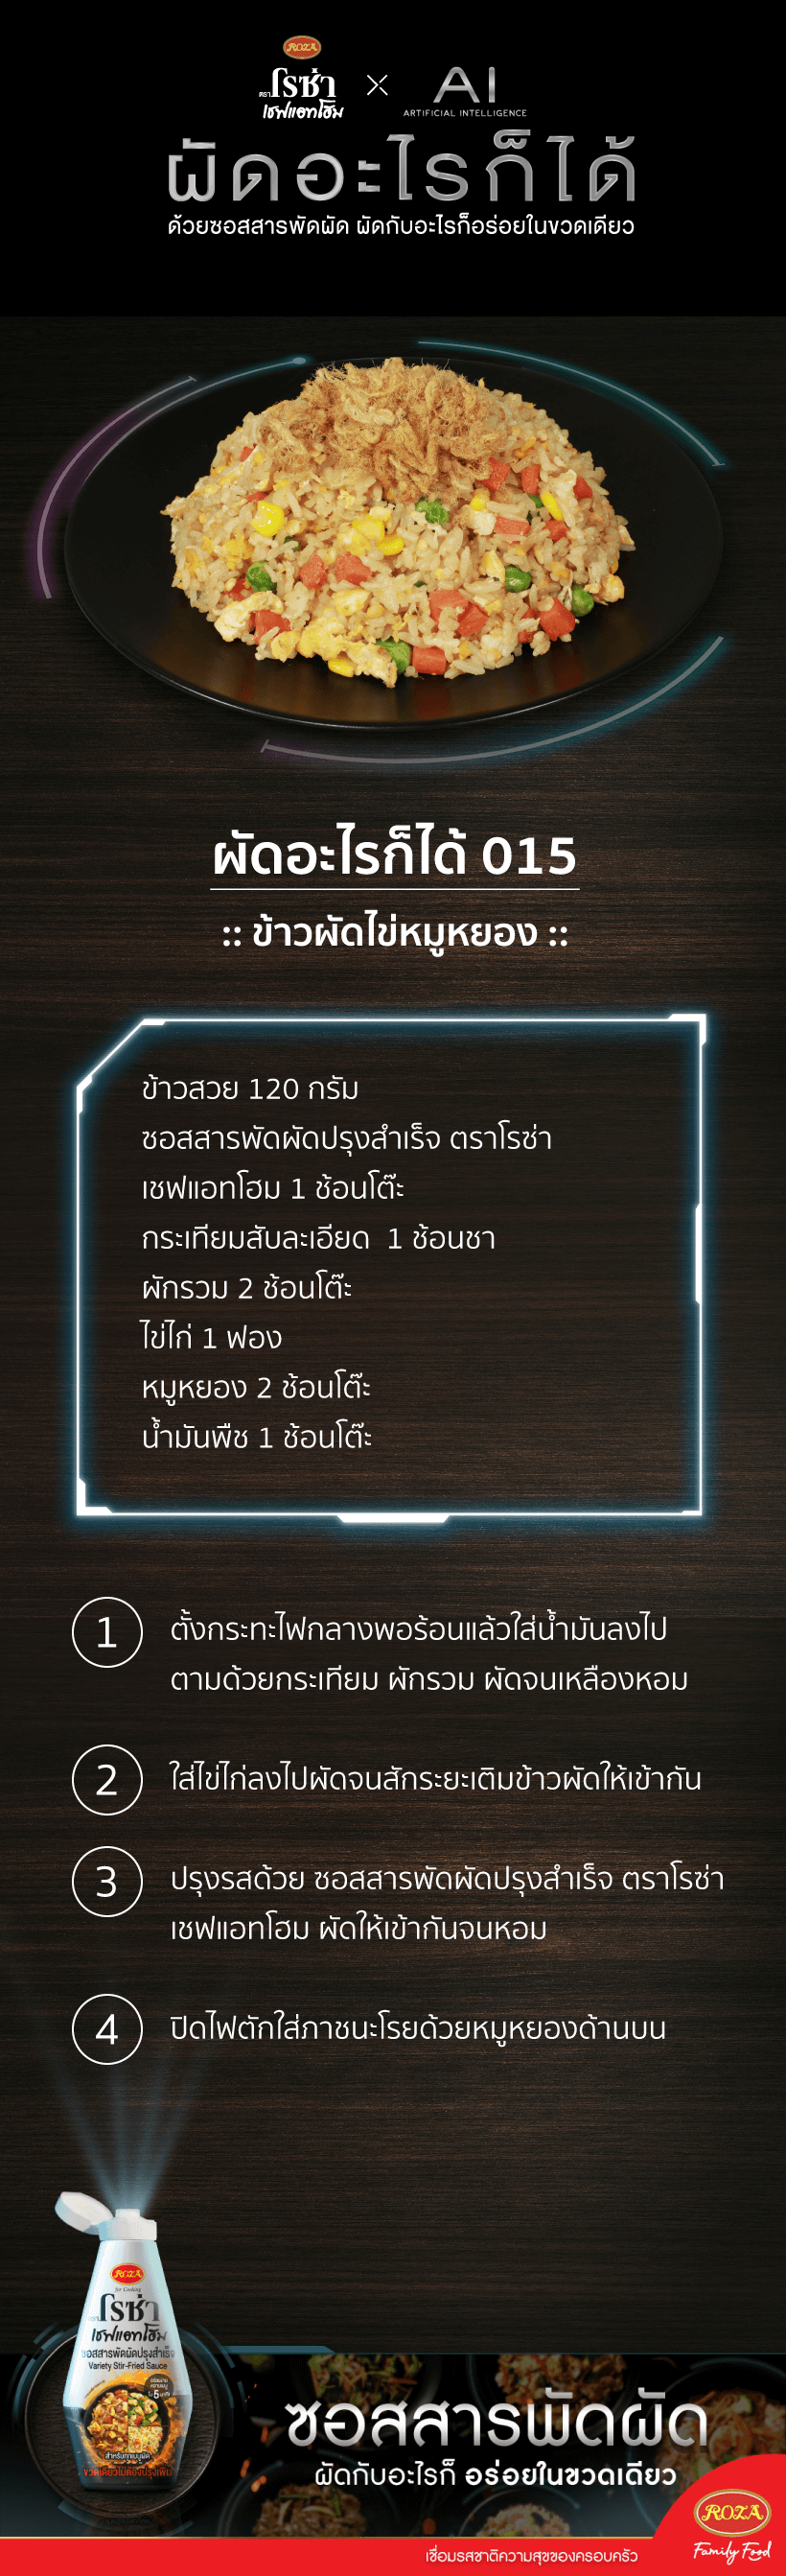 ROZA
ตรา โรซ่า
เชฟแอทโฮม
×
AI
ARTIFICIAL INTELLIGENCE
ผัดอะไรก็ได้
ด้วยซอสสารพัดผัด ผัดกับอะไรก็อร่อยในขวดเดียว
ผัดอะไรก็ได้ 015
:: ข้าวผัดไข่หมูหยอง ::
ข้าวสวย 120 กรัม
ซอสสารพัดผัดปรุงสำเร็จ ตราโรซ่า
เชฟแอทโฮม 1 ช้อนโต๊ะ
กระเทียมสับละเอียด 1 ช้อนชา
ผักรวม 2 ช้อนโต๊ะ
ไข่ไก่ 1 ฟอง
หมูหยอง 2 ช้อนโต๊ะ
น้ำมันพืช 1 ช้อนโต๊ะ
1 ตั้งกระทะไฟกลางพอร้อนแล้วใส่น้ำมันลงไป
ตามด้วยกระเทียม ผักรวม ผัดจนเหลืองหอม
2 ใส่ไข่ไก่ลงไปผัดจนสักระยะเติมข้าวผัดให้เข้ากัน
3 ปรุงรสด้วย ซอสสารพัดผัดปรุงสำเร็จ ตราโรซ่า
เชฟแอทโฮม ผัดให้เข้ากันจนหอม
4 ปิดไฟตักใส่ภาชนะโรยด้วยหมูหยองด้านบน
ROZA
for Cooking
โรซ่า
เชฟแอทโฮม
ซอสสารพัดผัดปรุงสำเร็จ
Variety Stir-Fried Sauce
5 นาที
สำหรับทุกเมนูผัด
ขวดเดียวไม่ต้องปรุงเพิ่ม
ซอสสารพัดผัด
ผัดกับอะไรก็ อร่อยในขวดเดียว
ROZA
Family Food
เชื่อมรสชาติความสุขของครอบครัว